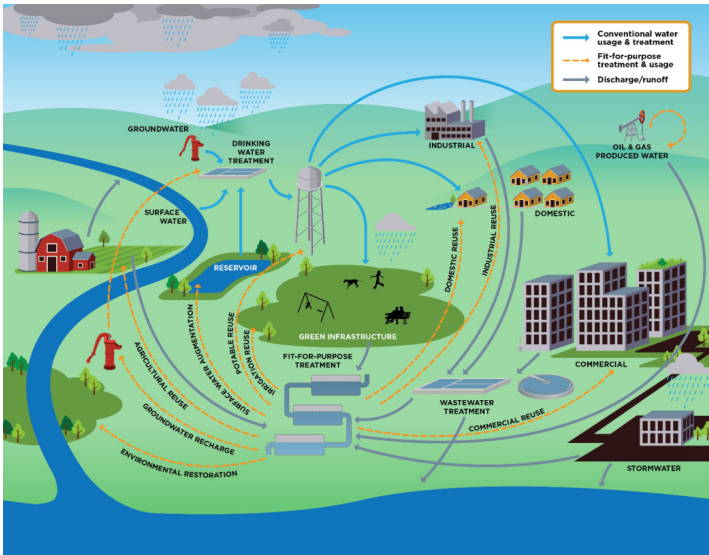 Conventional water
usage & treatment
Fit-for-purpose
treatment & usage
Discharge/runoff
GROUNDWATER
DRINKING
WATER
TREATMENT
INDUSTRIAL
OIL & GAS
PRODUCED WATER
SURFACE
WATER
DOMESTIC
RESERVOIR
DOMESTIC REUSE
INDUSTRIAL REUSE
GREEN INFRASTRUCTURE
FIT-FOR-PURPOSE
TREATMENT
AGRICULTURAL REUSE
SURFACE WATER AUGMENTATION
POTABLE REUSE
IRRIGATION REUSE
COMMERCIAL
WASTEWATER
TREATMENT
COMMERCIAL REUSE
GROUNDWATER RECHARGE
ENVIRONMENTAL RESTORATION
STORMWATER